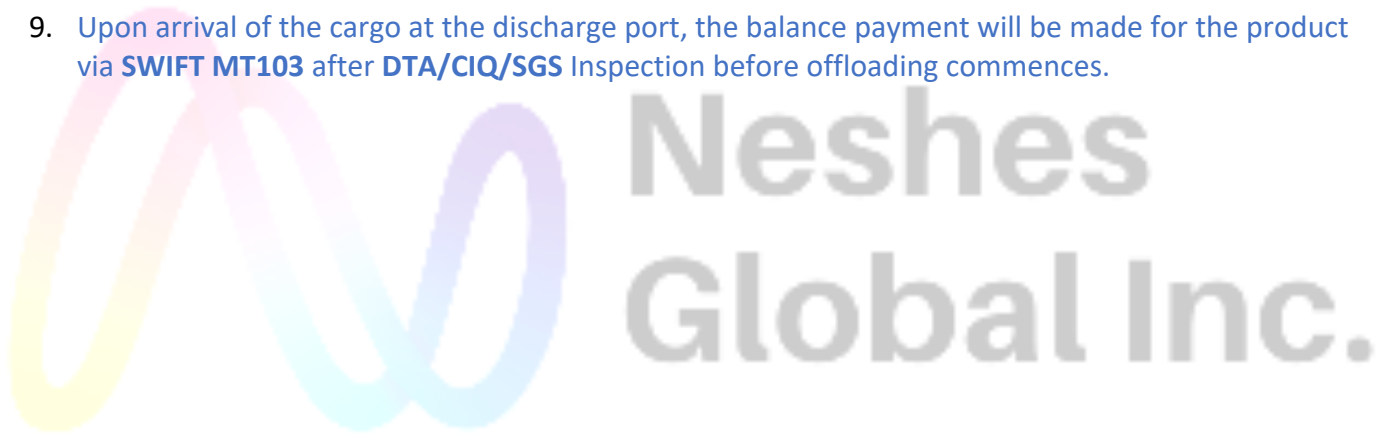 9. Upon arrival of the cargo at the discharge port, the balance payment will be made for the product
via SWIFT MT103 after DTA/CIQ/SGS Inspection before offloading commences.
Neshes
Global Inc.